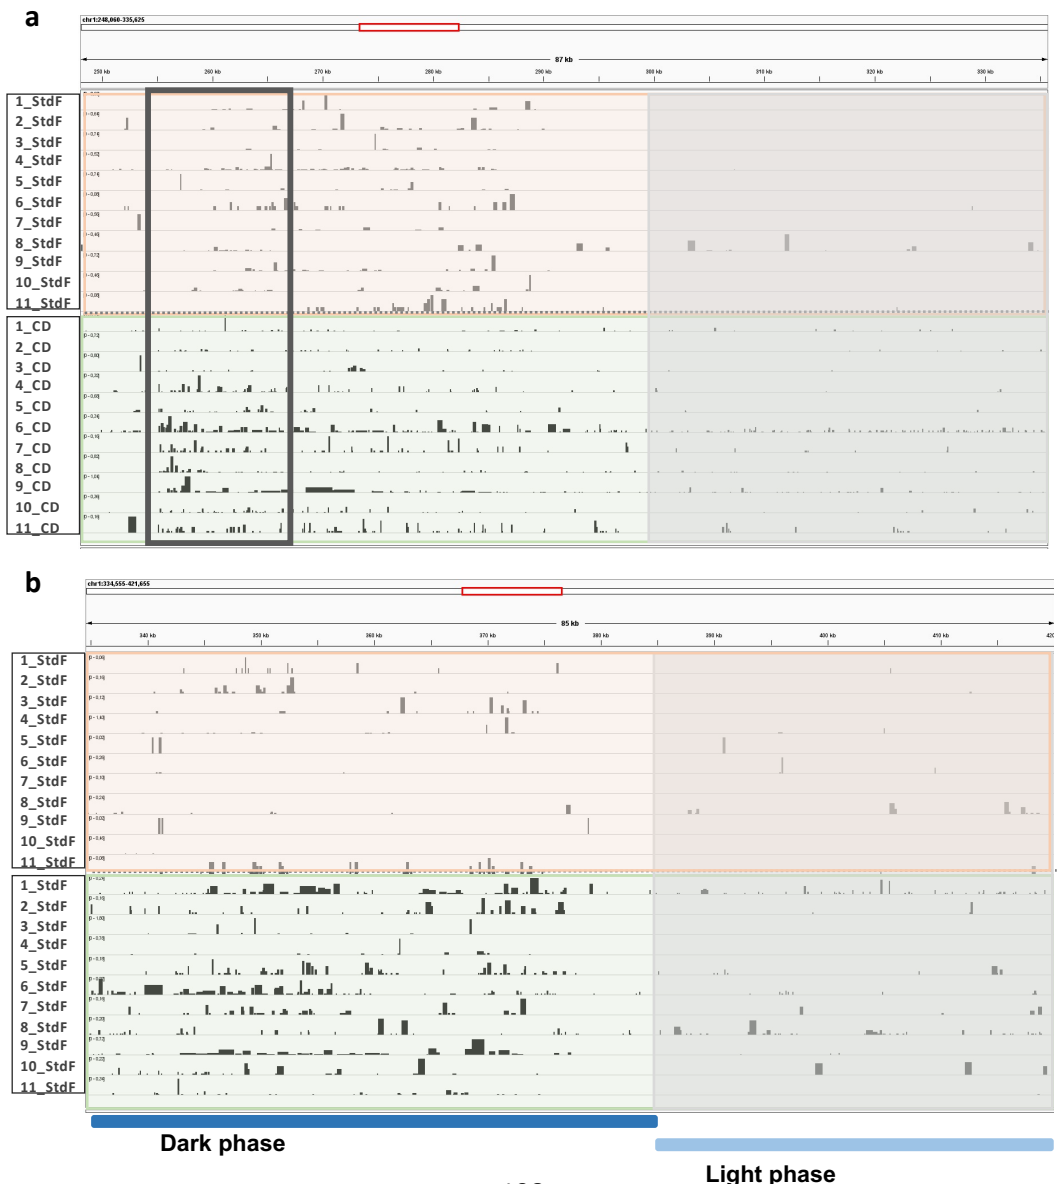 a
chr1:248,060-335,625
87 kb
250 kb 260 kb 270 kb 280 kb 290 kb 300 kb 310 kb 320 kb 330 kb
1_StdF
2_StdF
3_StdF
4_StdF
5_StdF
6_StdF
7_StdF
8_StdF
9_StdF
10_StdF
11_StdF
1_CD
2_CD
3_CD
4_CD
5_CD
6_CD
7_CD
8_CD
9_CD
10_CD
11_CD
b
chr1:334,555-421,655
85 kb
340 kb 350 kb 360 kb 370 kb 380 kb 390 kb 400 kb 410 kb 420
1_StdF
2_StdF
3_StdF
4_StdF
5_StdF
6_StdF
7_StdF
8_StdF
9_StdF
10_StdF
11_StdF
1_StdF
2_StdF
3_StdF
4_StdF
5_StdF
6_StdF
7_StdF
8_StdF
9_StdF
10_StdF
11_StdF
Dark phase
Light phase